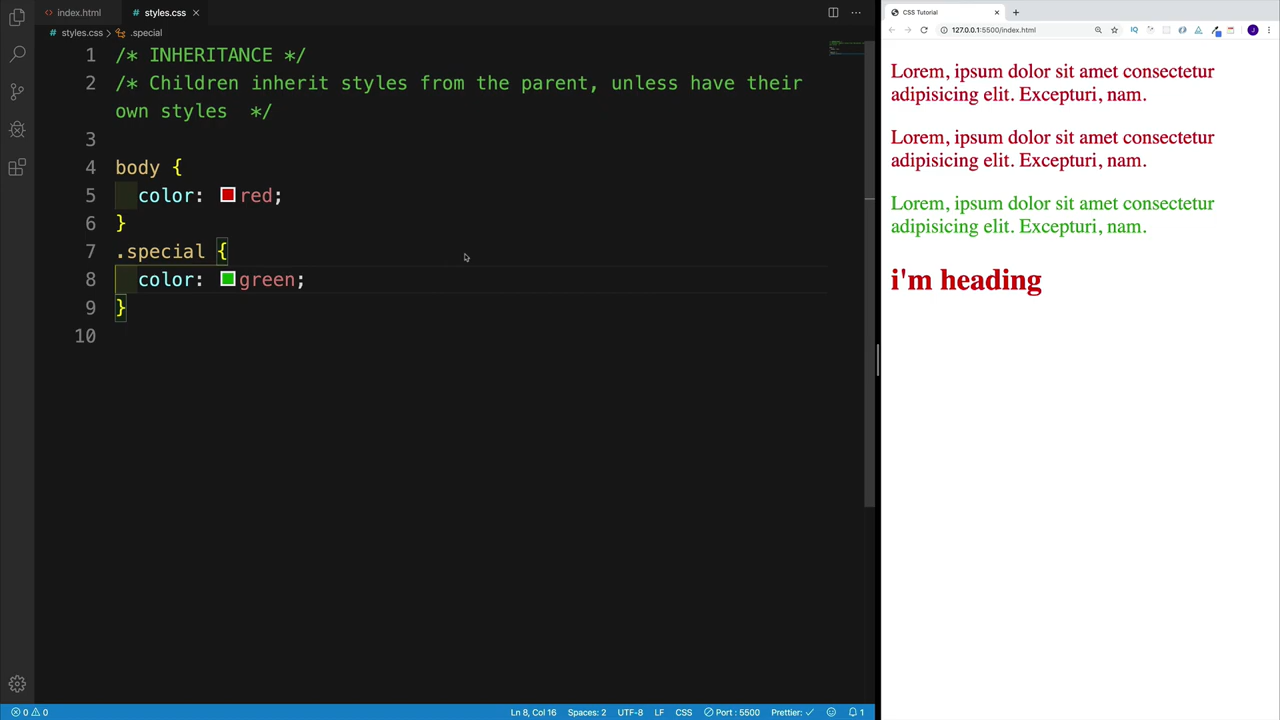 index.html
# styles.css
CSS Tutorial
styles.css > .special
127.0.0.1:5500/index.html
1 /* INHERITANCE */
2 /* Children inherit styles from the parent, unless have their
own styles  */
3
4 body {
5 color: red;
6 }
7 .special {
8 color: green;
9 }
10
Lorem, ipsum dolor sit amet consectetur
adipisicing elit. Excepturi, nam.
Lorem, ipsum dolor sit amet consectetur
adipisicing elit. Excepturi, nam.
Lorem, ipsum dolor sit amet consectetur
adipisicing elit. Excepturi, nam.
i'm heading
0 0 Ln 8, Col 16 Spaces: 2 UTF-8 LF CSS Port : 5500 Prettier: ✓ 1